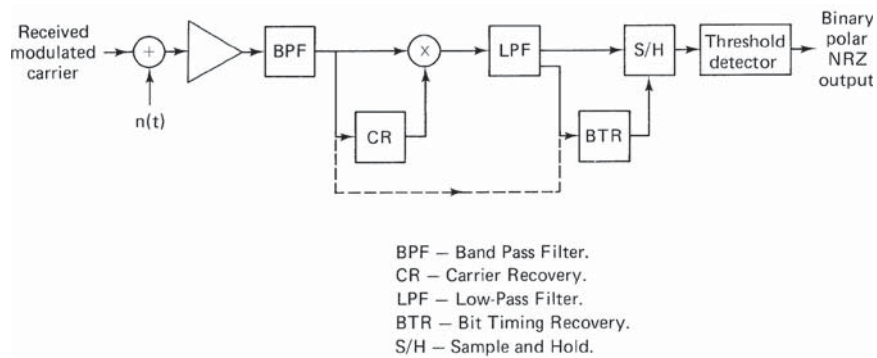 Received
modulated
carrier
+
n(t)
BPF
CR
×
LPF
BTR
S/H
Threshold
detector
Binary
polar
NRZ
output
BPF — Band Pass Filter.
CR — Carrier Recovery.
LPF — Low-Pass Filter.
BTR — Bit Timing Recovery.
S/H — Sample and Hold.